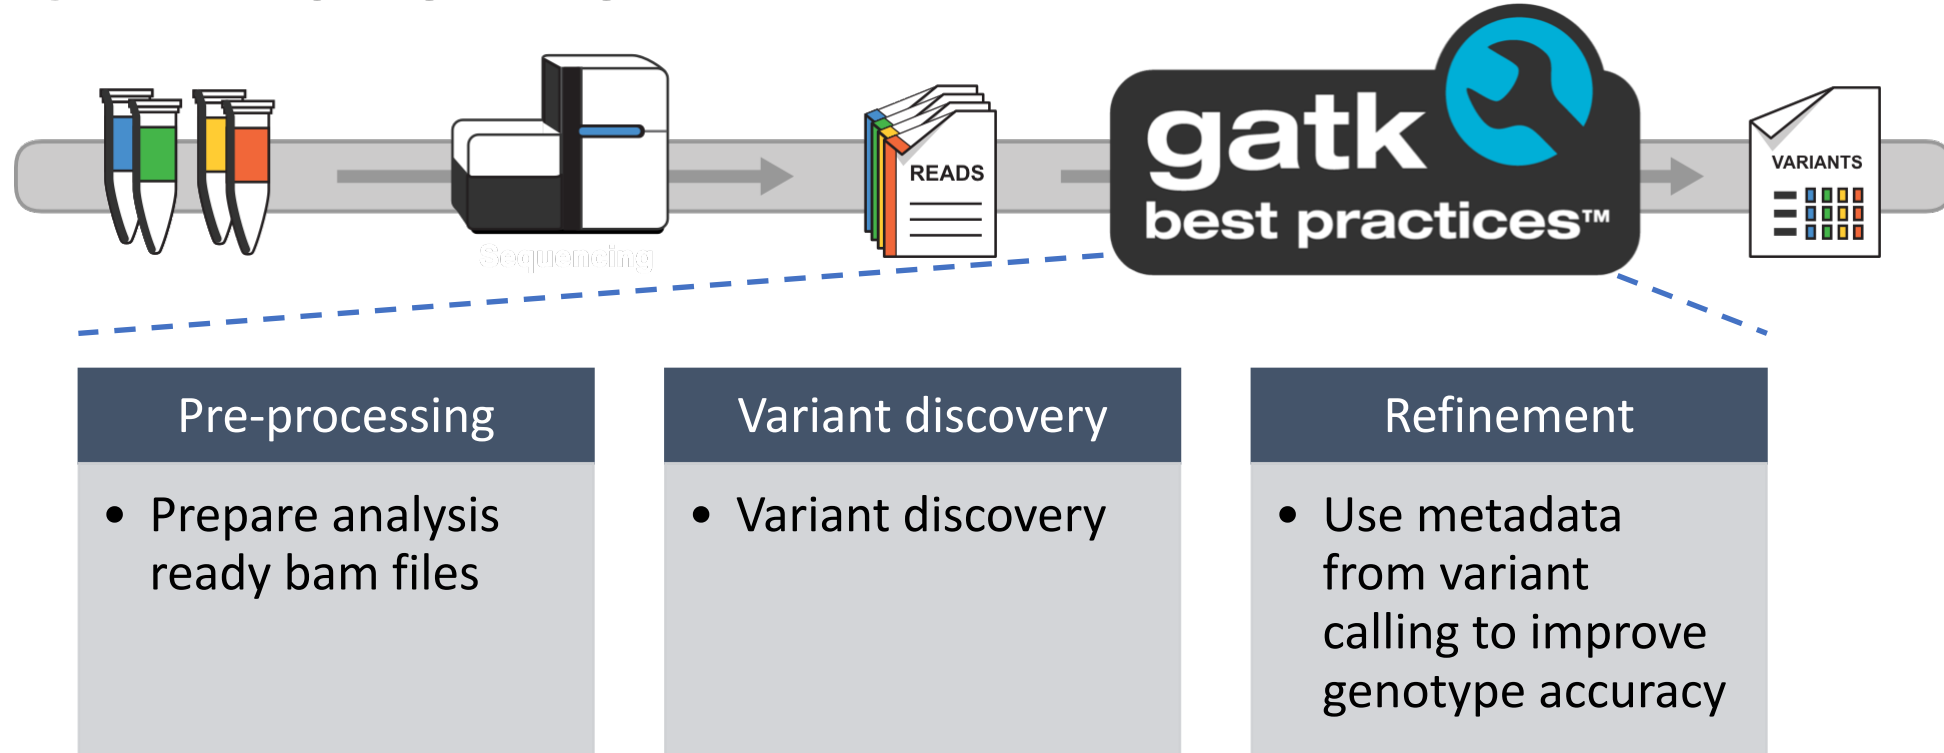 READS
gatk
best practices™
VARIANTS
Sequencing
Pre-processing
• Prepare analysis
ready bam files
Variant discovery
• Variant discovery
Refinement
• Use metadata
from variant
calling to improve
genotype accuracy